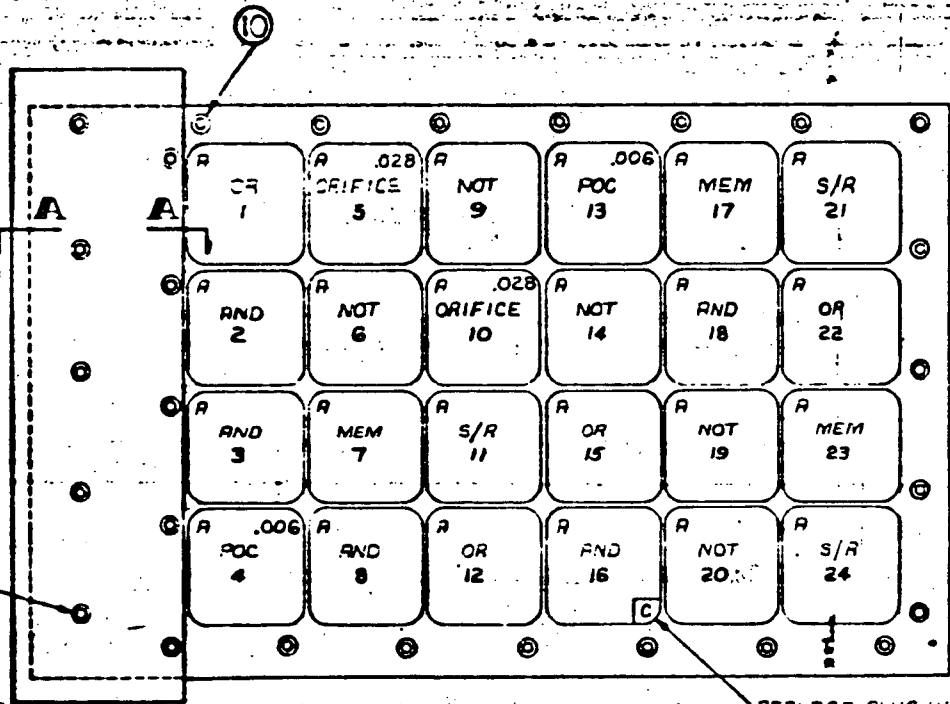 10
A A
A OR 1
A .028 ORIFICE 5
A NOT 9
A .006 POC 13
A MEM 17
A S/R 21
A AND 2
A NOT 6
A .028 ORIFICE 10
A NOT 14
A AND 18
A OR 22
A AND 3
A MEM 7
A S/R 11
A OR 15
A NOT 19
A MEM 23
A .006 POC 4
A AND 8
A OR 12
A AND 16
A NOT 20
A S/R 24
C